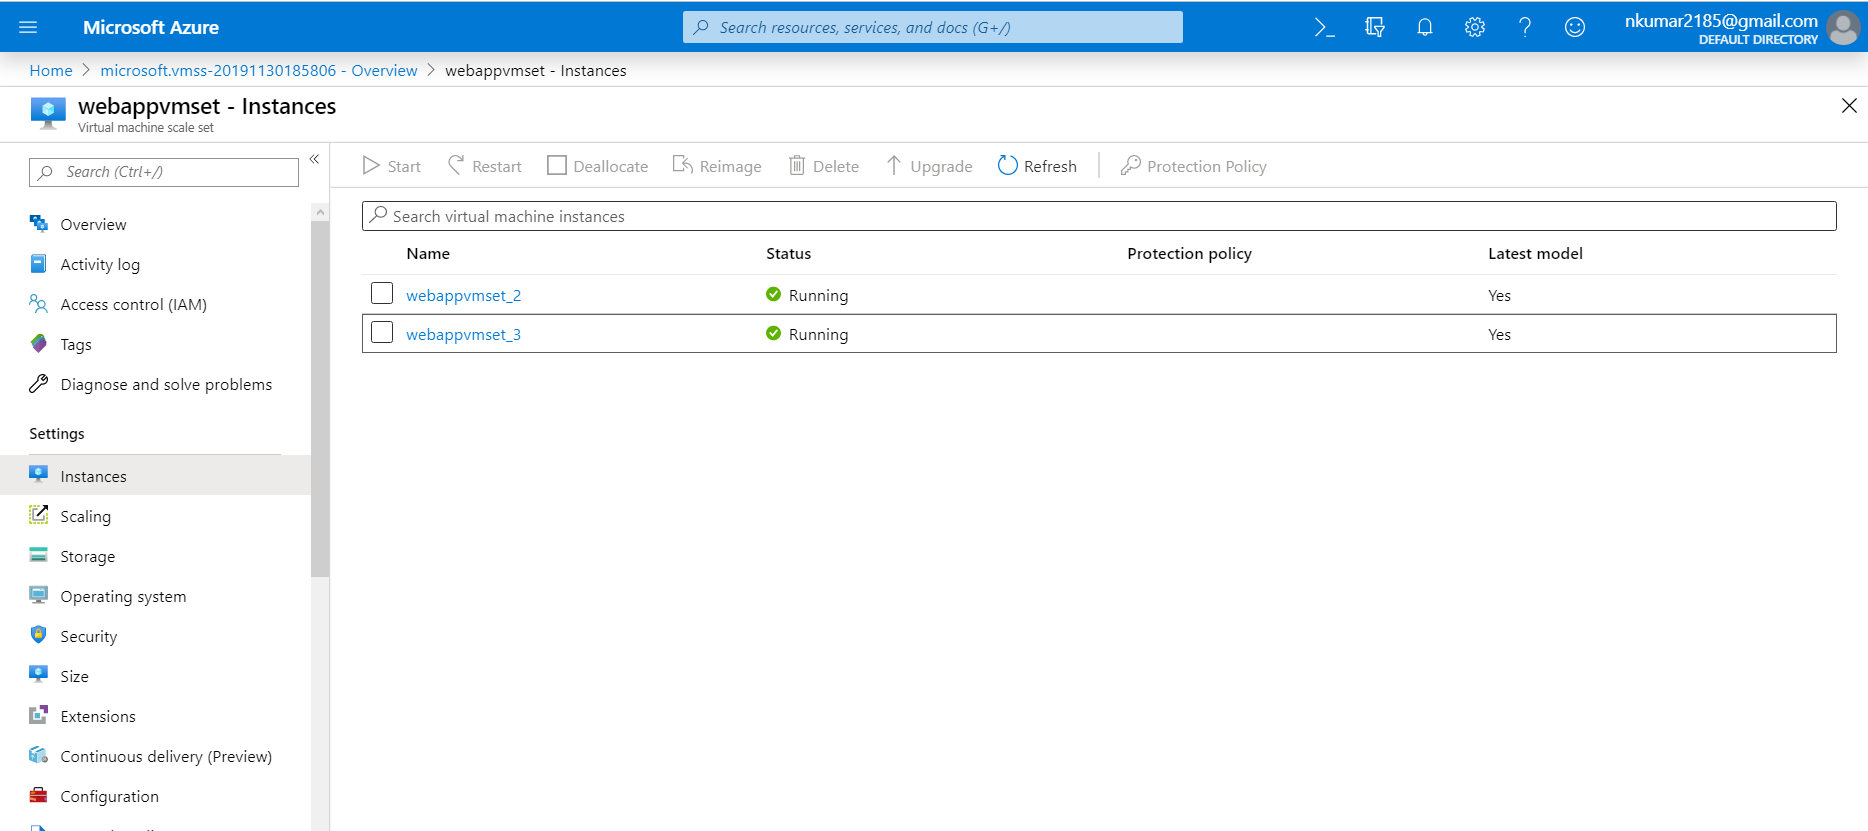 Microsoft Azure
Search resources, services, and docs (G+/)
nkumar2185@gmail.com
DEFAULT DIRECTORY
Home > microsoft.vmss-20191130185806 - Overview > webappvmset - Instances
webappvmset - Instances
Virtual machine scale set
Search (Ctrl+/)
Overview
Activity log
Access control (IAM)
Tags
Diagnose and solve problems
Settings
Instances
Scaling
Storage
Operating system
Security
Size
Extensions
Continuous delivery (Preview)
Configuration
Start Restart Deallocate Reimage Delete Upgrade Refresh Protection Policy
Search virtual machine instances
Name Status Protection policy Latest model
webappvmset_2 Running Yes
webappvmset_3 Running Yes